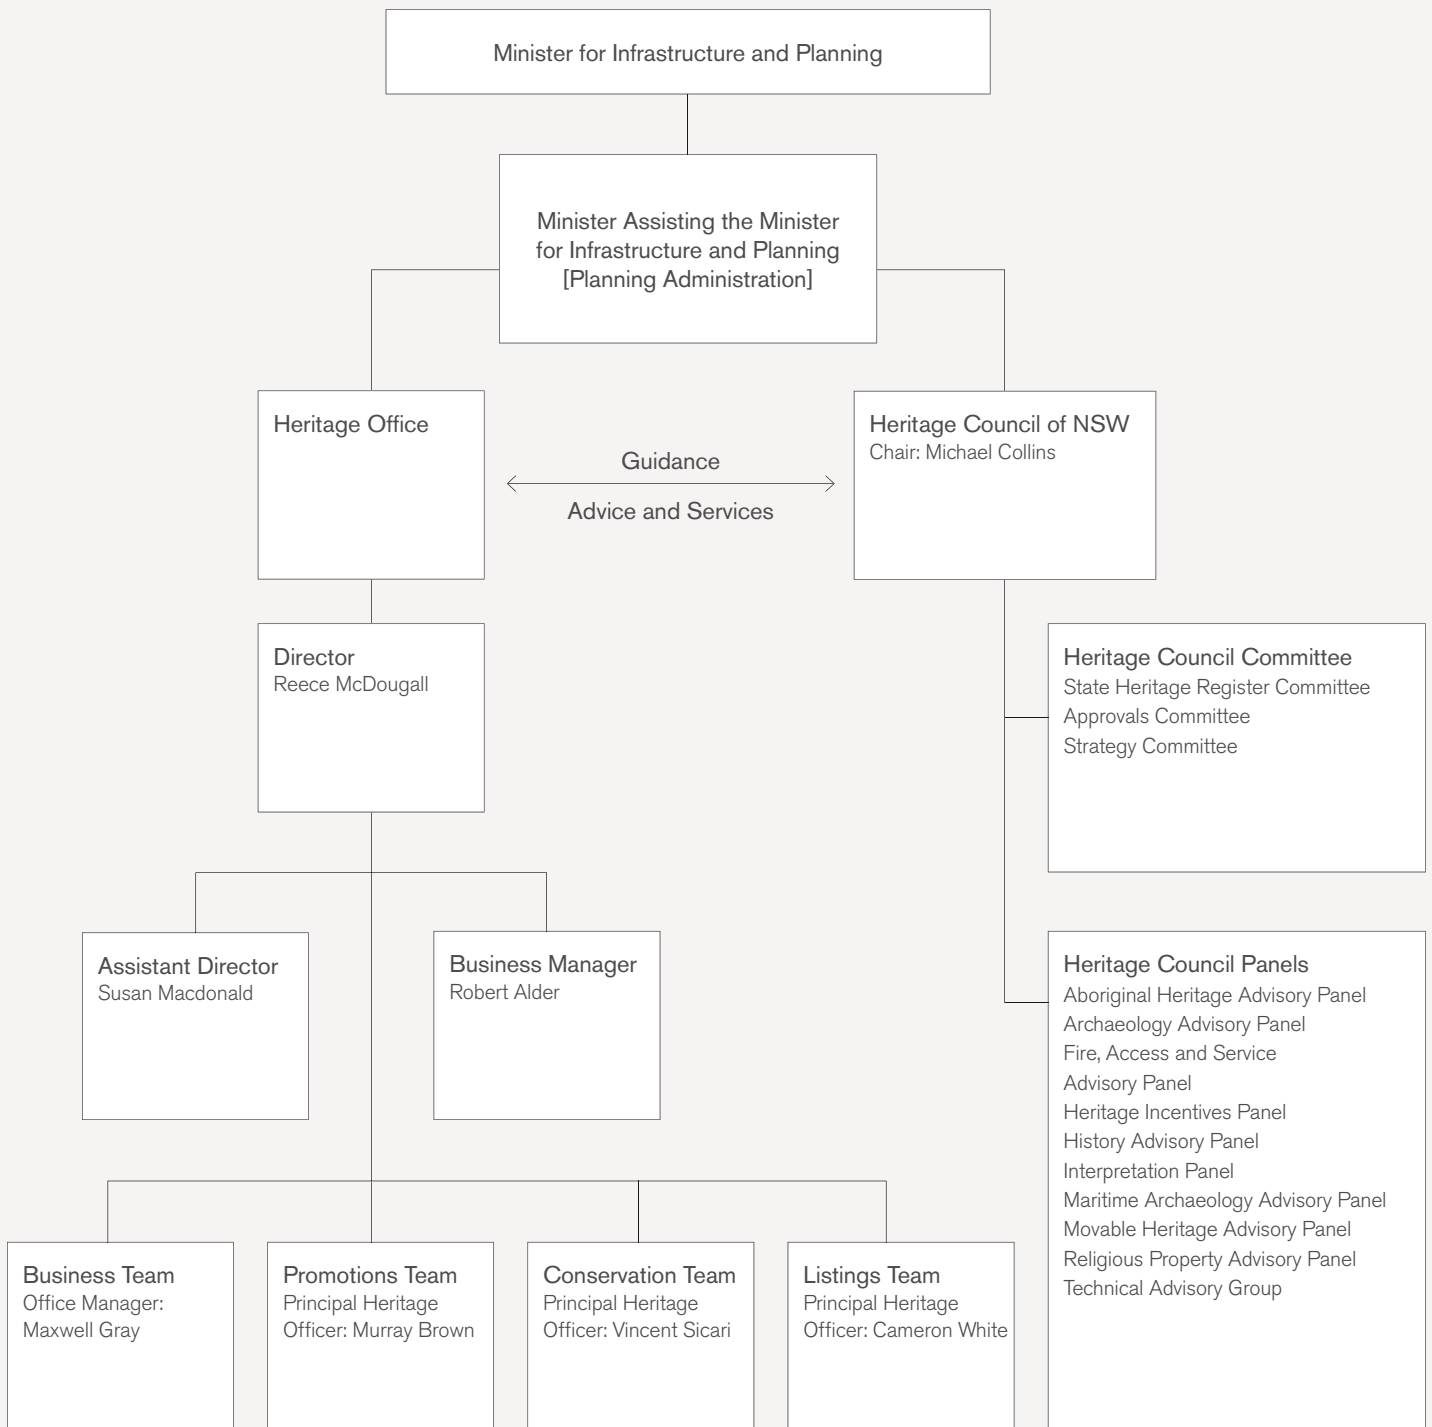 Minister for Infrastructure and Planning
Minister Assisting the Minister
for Infrastructure and Planning
[Planning Administration]
Heritage Office
Guidance
Advice and Services
Heritage Council of NSW
Chair: Michael Collins
Director
Reece McDougall
Heritage Council Committee
State Heritage Register Committee
Approvals Committee
Strategy Committee
Assistant Director
Susan Macdonald
Business Manager
Robert Alder
Heritage Council Panels
Aboriginal Heritage Advisory Panel
Archaeology Advisory Panel
Fire, Access and Service
Advisory Panel
Heritage Incentives Panel
History Advisory Panel
Interpretation Panel
Maritime Archaeology Advisory Panel
Movable Heritage Advisory Panel
Religious Property Advisory Panel
Technical Advisory Group
Business Team
Office Manager:
Maxwell Gray
Promotions Team
Principal Heritage
Officer: Murray Brown
Conservation Team
Principal Heritage
Officer: Vincent Sicari
Listings Team
Principal Heritage
Officer: Cameron White